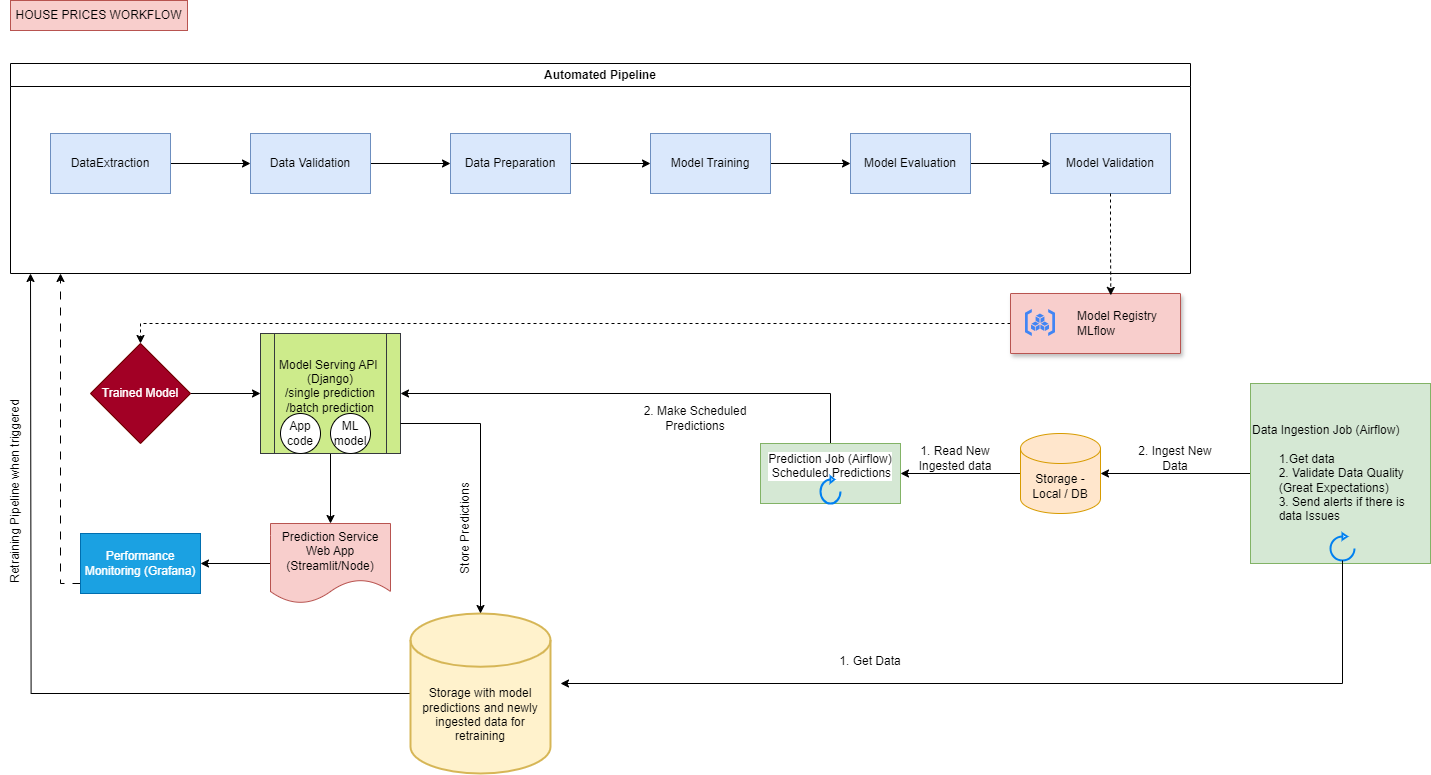 HOUSE PRICES WORKFLOW
Automated Pipeline
DataExtraction
Data Validation
Data Preparation
Model Training
Model Evaluation
Model Validation
Model Registry
MLflow
Trained Model
Model Serving API
(Django)
/single prediction
/batch prediction
App
code
ML
model
2. Make Scheduled
Predictions
Prediction Job (Airflow)
Scheduled Predictions
1. Read New
Ingested data
Storage -
Local / DB
2. Ingest New
Data
Data Ingestion Job (Airflow)
1.Get data
2. Validate Data Quality
(Great Expectations)
3. Send alerts if there is
data Issues
Retraining Pipeline when triggered
Performance
Monitoring (Grafana)
Prediction Service
Web App
(Streamlit/Node)
Store Predictions
1. Get Data
Storage with model
predictions and newly
ingested data for
retraining